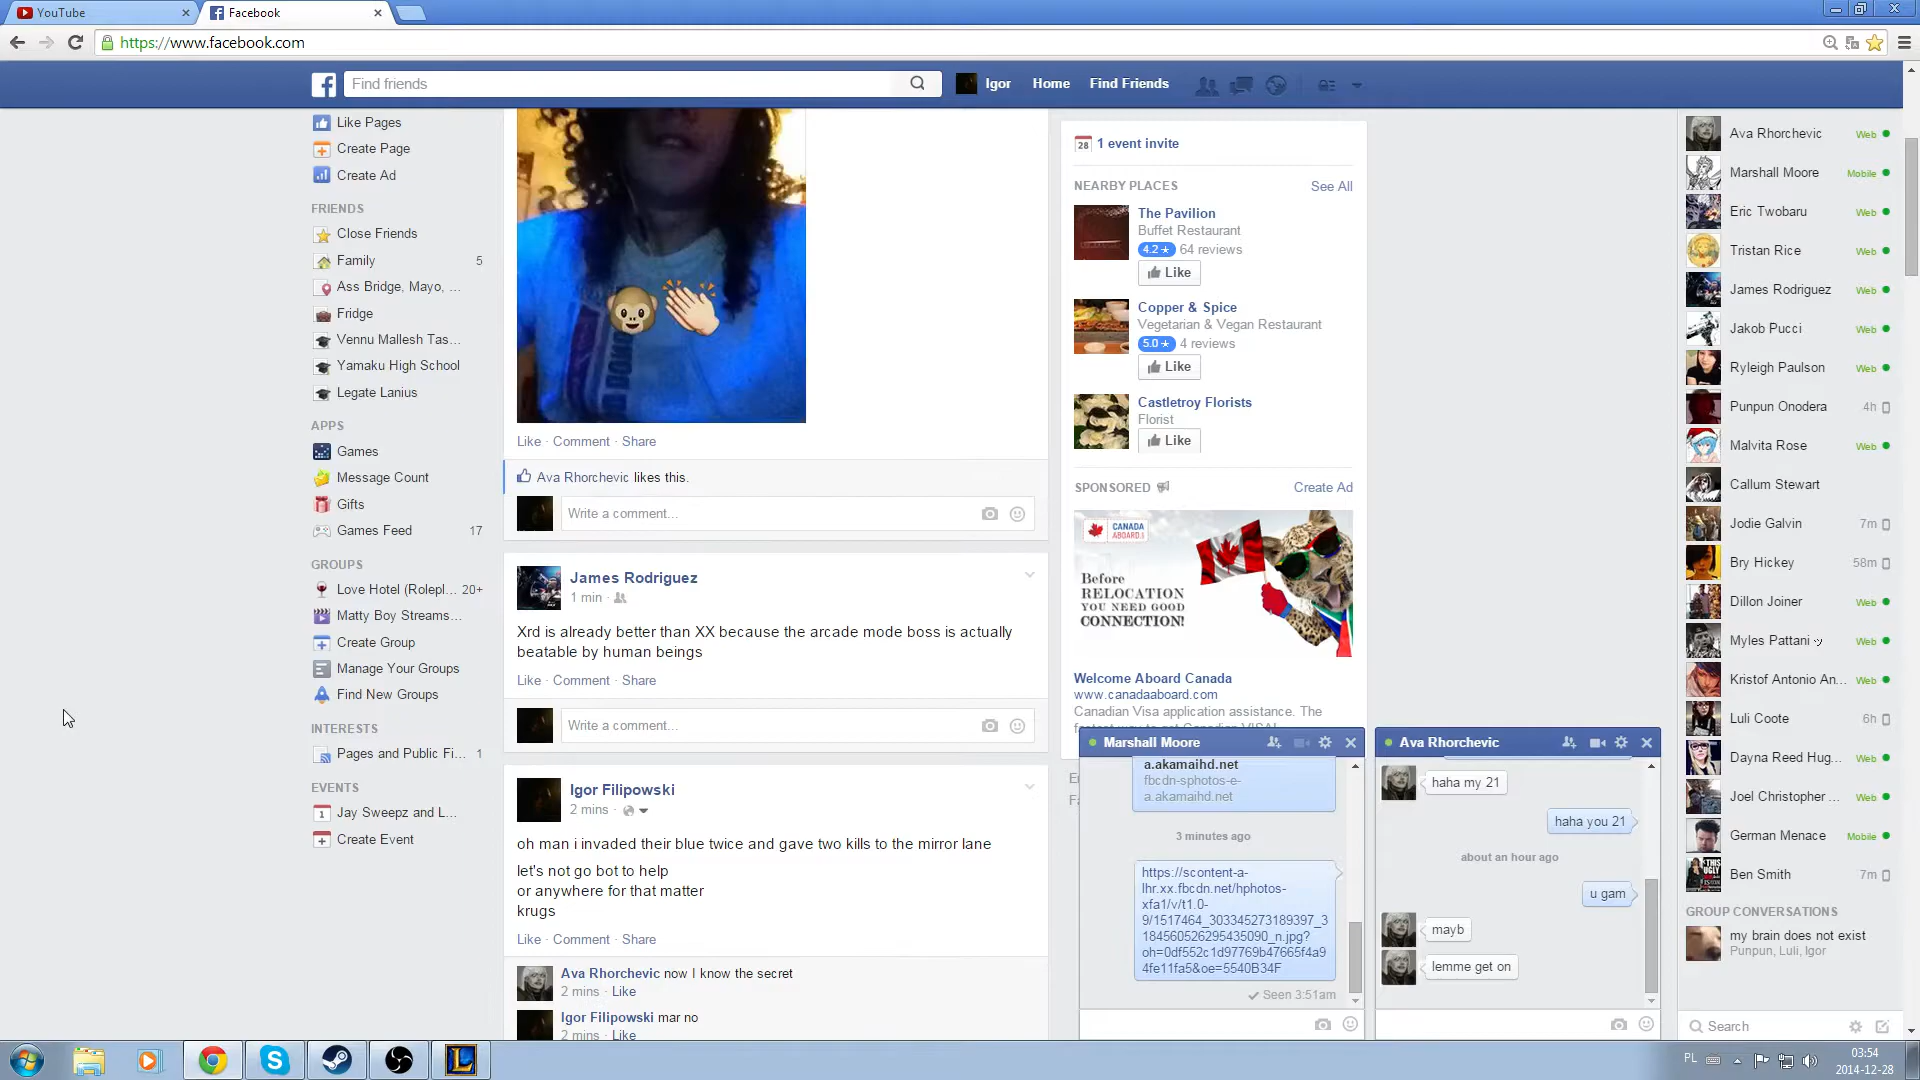 YouTube
Facebook
https://www.facebook.com
Find friends
Igor
Home
Find Friends
Like Pages
Create Page
Create Ad
FRIENDS
Close Friends
Family 5
Ass Bridge, Mayo, ...
Fridge
Vennu Mallesh Tas...
Yamaku High School
Legate Lanius
APPS
Games
Message Count
Gifts
Games Feed 17
GROUPS
Love Hotel (Rolepl... 20+
Matty Boy Streams...
Create Group
Manage Your Groups
Find New Groups
INTERESTS
Pages and Public Fi... 1
EVENTS
1 Jay Sweepz and L...
Create Event
Like · Comment · Share
Ava Rhorchevic likes this.
Write a comment...
James Rodriguez
1 min ·
Xrd is already better than XX because the arcade mode boss is actually
beatable by human beings
Like · Comment · Share
Write a comment...
Igor Filipowski
2 mins ·
oh man i invaded their blue twice and gave two kills to the mirror lane
let's not go bot to help
or anywhere for that matter
krugs
Like · Comment · Share
Ava Rhorchevic now I know the secret
2 mins · Like
Igor Filipowski mar no
2 mins · Like
28 1 event invite
NEARBY PLACES See All
The Pavilion
Buffet Restaurant
4.2 ★ 64 reviews
Like
Copper & Spice
Vegetarian & Vegan Restaurant
5.0 ★ 4 reviews
Like
Castletroy Florists
Florist
Like
SPONSORED Create Ad
CANADA
ABOARD
Before
RELOCATION
YOU NEED GOOD
CONNECTION!
Welcome Aboard Canada
www.canadaaboard.com
Canadian Visa application assistance. The
Marshall Moore
a.akamaihd.net
fbcdn-sphotos-e-
a.akamaihd.net
3 minutes ago
https://scontent-a-
lhr.xx.fbcdn.net/hphotos-
xfa1/v/t1.0-
9/1517464_303345273189397_3
184560526295435090_n.jpg?
oh=0df552c1d97769b47665f4a9
4fe11fa5&oe=5540B34F
Seen 3:51am
Ava Rhorchevic
haha my 21
haha you 21
about an hour ago
u gam
mayb
lemme get on
Ava Rhorchevic Web
Marshall Moore Mobile
Eric Twobaru Web
Tristan Rice Web
James Rodriguez Web
Jakob Pucci Web
Ryleigh Paulson Web
Punpun Onodera 4h
Malvita Rose Web
Callum Stewart
Jodie Galvin 7m
Bry Hickey 58m
Dillon Joiner Web
Myles Pattani Web
Kristof Antonio An... Web
Luli Coote 6h
Dayna Reed Hug... Web
Joel Christopher ... Web
German Menace Mobile
Ben Smith 7m
GROUP CONVERSATIONS
my brain does not exist
Punpun, Luli, Igor
Search
PL
03:54
2014-12-28